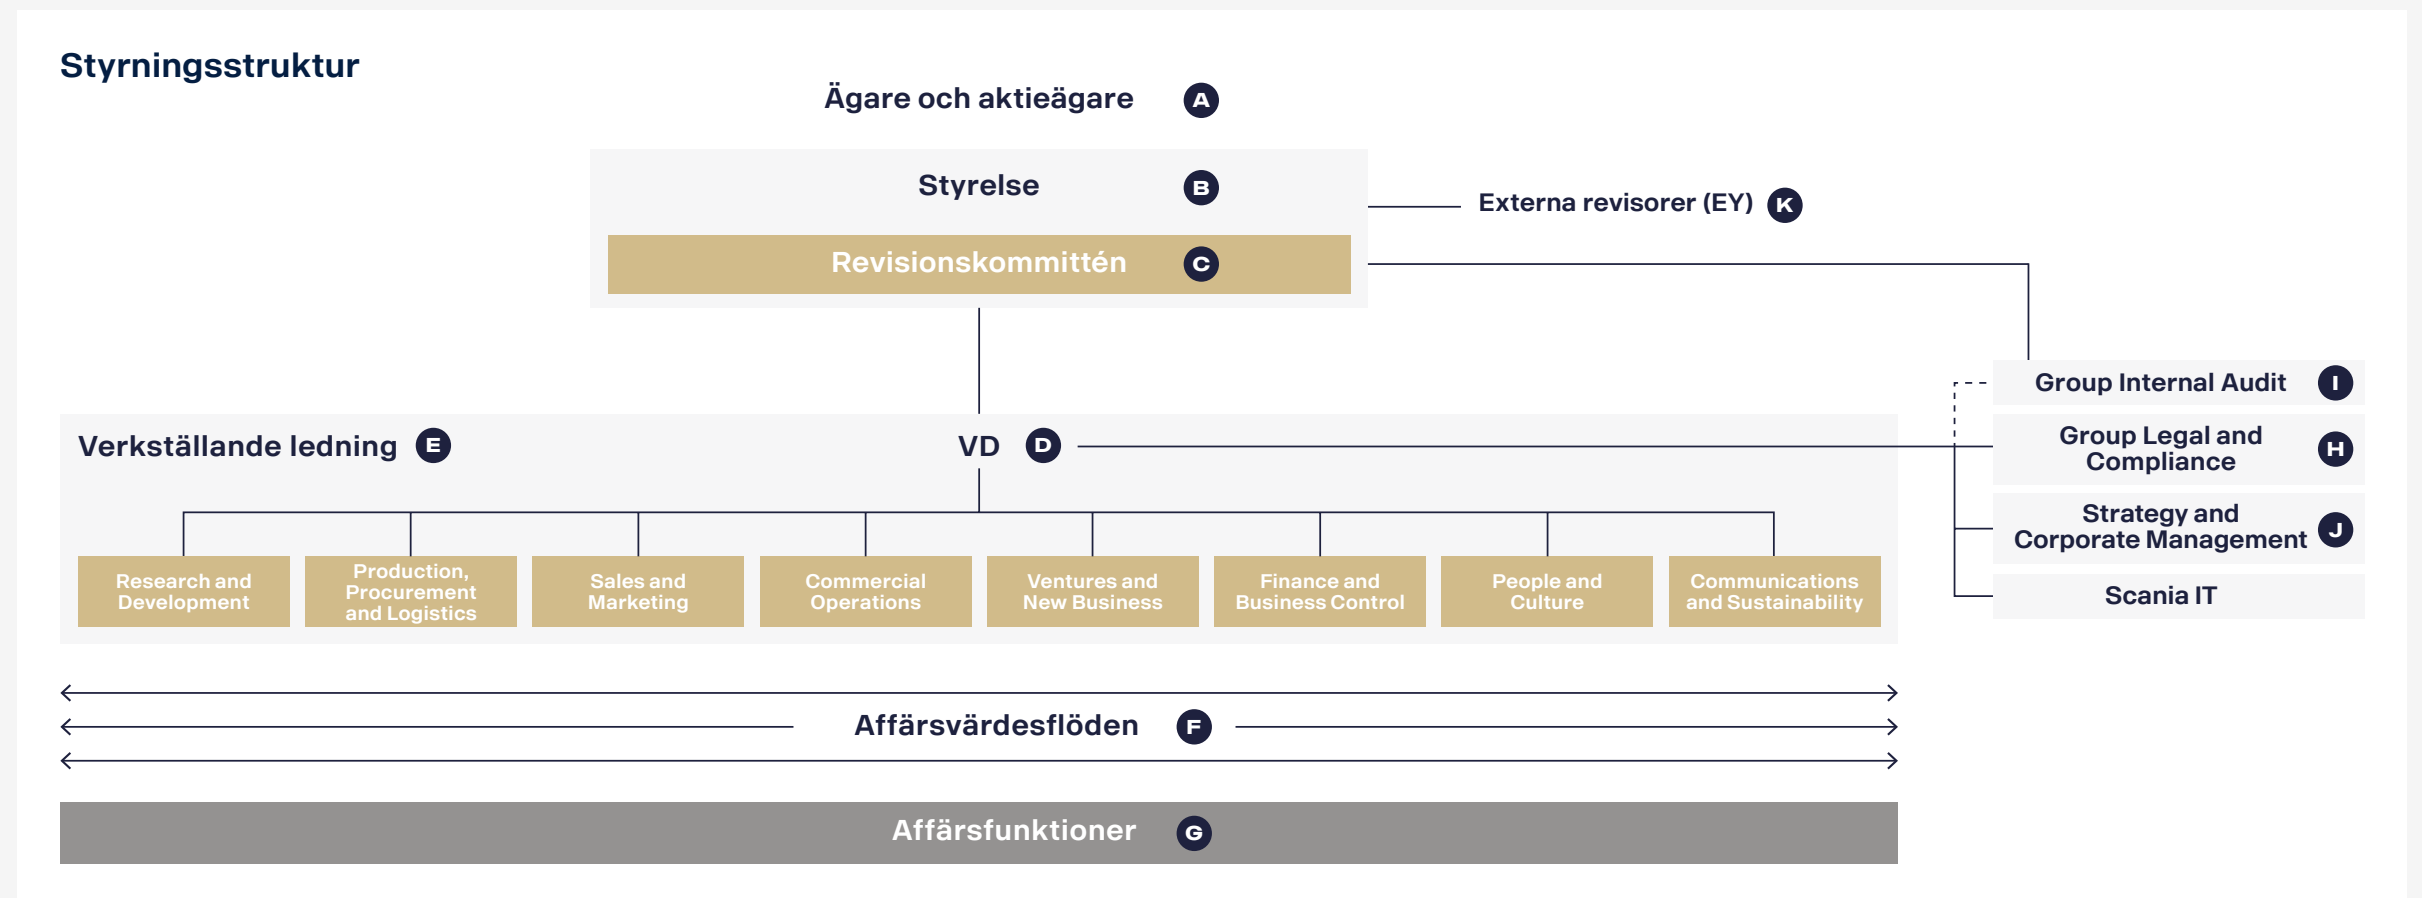 Styrningsstruktur
Ägare och aktieägare A
Styrelse B
Externa revisorer (EY) K
Revisionskommittén C
Group Internal Audit I
Group Legal and
Compliance H
Strategy and
Corporate Management J
Scania IT
Verkställande ledning E
VD D
Research and
Development
Production,
Procurement
and Logistics
Sales and
Marketing
Commercial
Operations
Ventures and
New Business
Finance and
Business Control
People and
Culture
Communications
and Sustainability
Affärsvärdesflöden F
Affärsfunktioner G